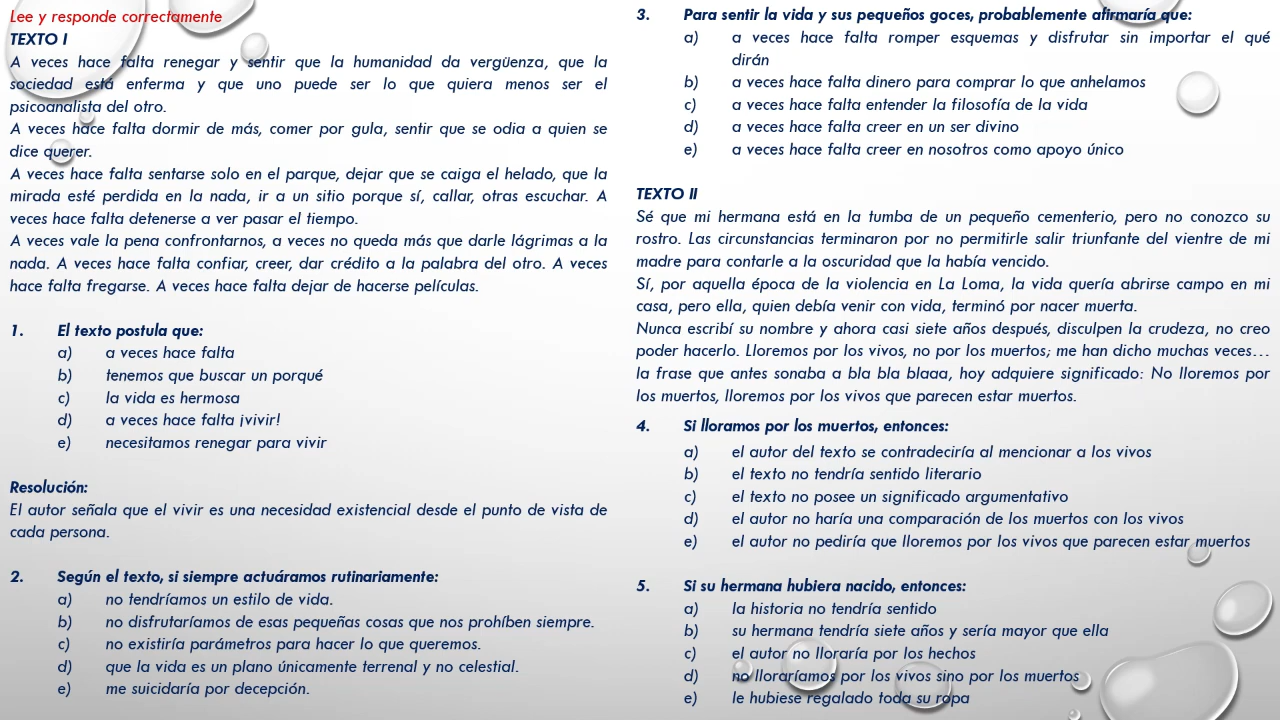 Lee y responde correctamente
TEXTO I
A veces hace falta renegar y sentir que la humanidad da vergüenza, que la
sociedad está enferma y que uno puede ser lo que quiera menos ser el
psicoanalista del otro.
A veces hace falta dormir de más, comer por gula, sentir que se odia a quien se
dice querer.
A veces hace falta sentarse solo en el parque, dejar que se caiga el helado, que la
mirada esté perdida en la nada, ir a un sitio porque sí, callar, otras escuchar. A
veces hace falta detenerse a ver pasar el tiempo.
A veces vale la pena confrontarnos, a veces no queda más que darle lágrimas a la
nada. A veces hace falta confiar, creer, dar crédito a la palabra del otro. A veces
hace falta fregarse. A veces hace falta dejar de hacerse películas.
1. El texto postula que:
a) a veces hace falta
b) tenemos que buscar un porqué
c) la vida es hermosa
d) a veces hace falta ¡vivir!
e) necesitamos renegar para vivir
Resolución:
El autor señala que el vivir es una necesidad existencial desde el punto de vista de
cada persona.
2. Según el texto, si siempre actuáramos rutinariamente:
a) no tendríamos un estilo de vida.
b) no disfrutaríamos de esas pequeñas cosas que nos prohíben siempre.
c) no existiría parámetros para hacer lo que queremos.
d) que la vida es un plano únicamente terrenal y no celestial.
e) me suicidaría por decepción.
3. Para sentir la vida y sus pequeños goces, probablemente afirmaría que:
a) a veces hace falta romper esquemas y disfrutar sin importar el qué
dirán
b) a veces hace falta dinero para comprar lo que anhelamos
c) a veces hace falta entender la filosofía de la vida
d) a veces hace falta creer en un ser divino
e) a veces hace falta creer en nosotros como apoyo único
TEXTO II
Sé que mi hermana está en la tumba de un pequeño cementerio, pero no conozco su
rostro. Las circunstancias terminaron por no permitirle salir triunfante del vientre de mi
madre para contarle a la oscuridad que la había vencido.
Sí, por aquella época de la violencia en La Loma, la vida quería abrirse campo en mi
casa, pero ella, quien debía venir con vida, terminó por nacer muerta.
Nunca escribí su nombre y ahora casi siete años después, disculpen la crudeza, no creo
poder hacerlo. Lloremos por los vivos, no por los muertos; me han dicho muchas veces…
la frase que antes sonaba a bla bla blaaa, hoy adquiere significado: No lloremos por
los muertos, lloremos por los vivos que parecen estar muertos.
4. Si lloramos por los muertos, entonces:
a) el autor del texto se contradeciría al mencionar a los vivos
b) el texto no tendría sentido literario
c) el texto no posee un significado argumentativo
d) el autor no haría una comparación de los muertos con los vivos
e) el autor no pediría que lloremos por los vivos que parecen estar muertos
5. Si su hermana hubiera nacido, entonces:
a) la historia no tendría sentido
b) su hermana tendría siete años y sería mayor que ella
c) el autor no lloraría por los hechos
d) no lloraríamos por los vivos sino por los muertos
e) le hubiese regalado toda su ropa